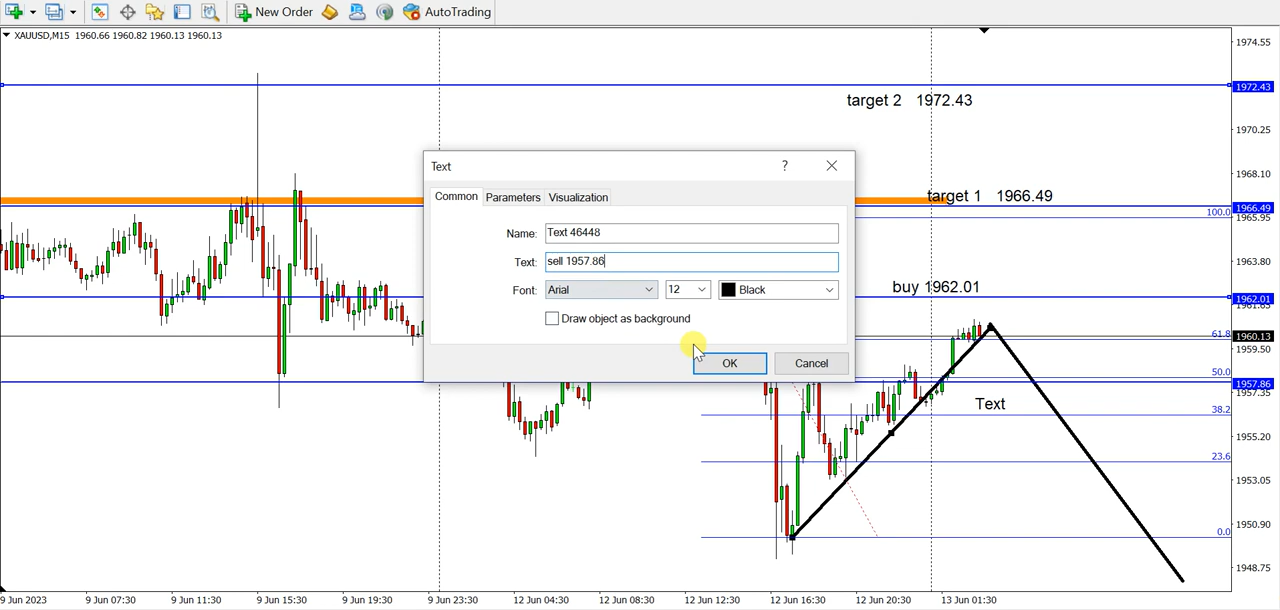 New Order AutoTrading
XAUUSD,M15 1960.66 1960.82 1960.13 1960.13
1974.55
1972.43
target 2 1972.43
1970.25
Text ? 
Common Parameters Visualization
Name: Text 46448
Text: sell 1957.86
Font: Arial 12 Black
Draw object as background
OK Cancel
1968.10
target 1 1966.49
1966.49
100.0
1965.95
1963.80
buy 1962.01
1962.01
61.8
1960.13
1959.50
50.0
1957.86
1957.35
Text
38.2
1955.20
23.6
1953.05
1950.90
0.0
1948.75
9 Jun 2023 9 Jun 07:30 9 Jun 11:30 9 Jun 15:30 9 Jun 19:30 9 Jun 23:30 12 Jun 04:30 12 Jun 08:30 12 Jun 12:30 12 Jun 16:30 12 Jun 20:30 13 Jun 01:30